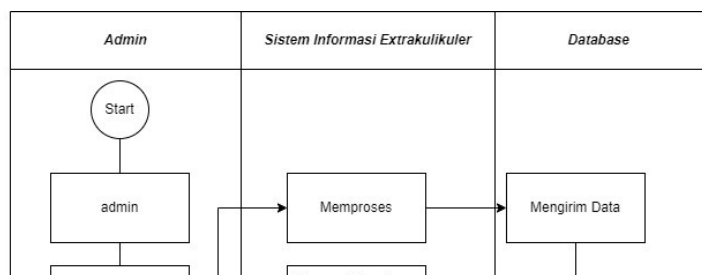 Admin
Sistem Informasi Extrakulikuler
Database
Start
admin
Memproses
Mengirim Data